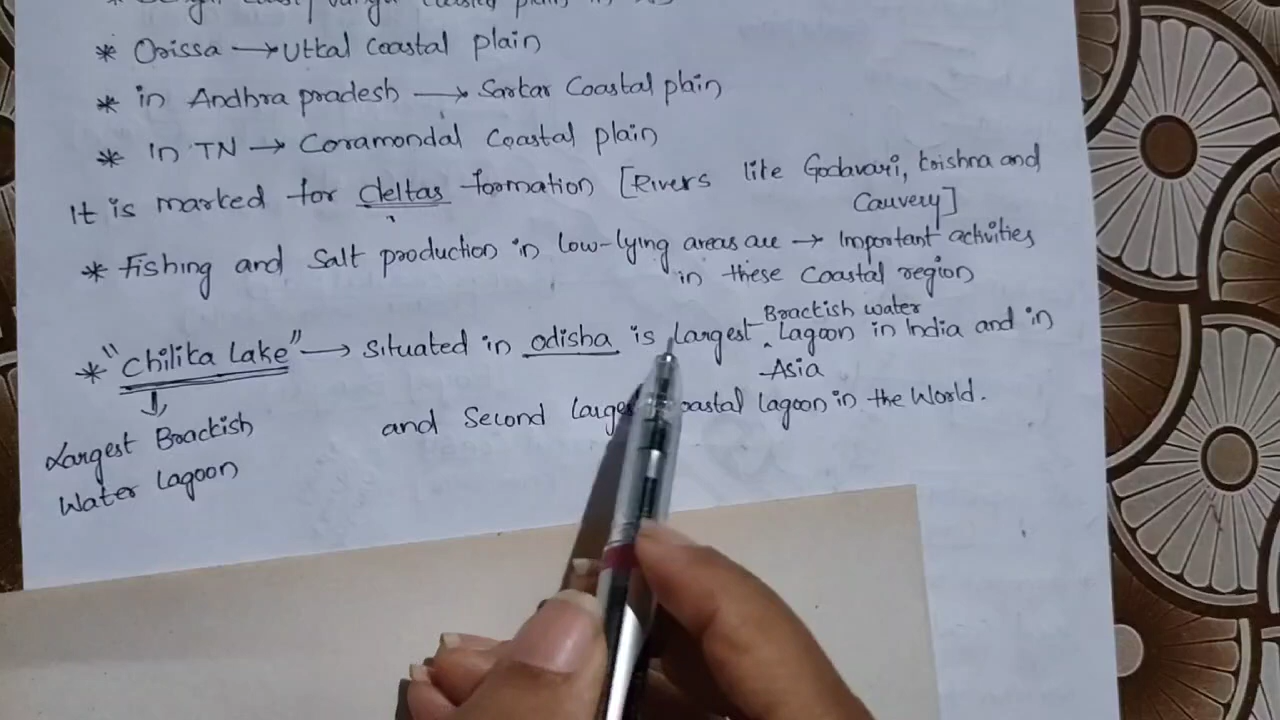 * Orissa → Utkal Coastal plain
* in Andhra pradesh → Sarkar Coastal plain
* In TN → Coramondal Coastal plain
It is marked for deltas formation [Rivers like Godavari, krishna and
Cauvery]
* Fishing and Salt production in low-lying areas are → Important activities
in these Coastal region
Brackish water
* "Chilika Lake" → Situated in odisha is largest lagoon in India and in
Asia
and Second coastal lagoon in the World.
Largest Brackish
Water Lagoon